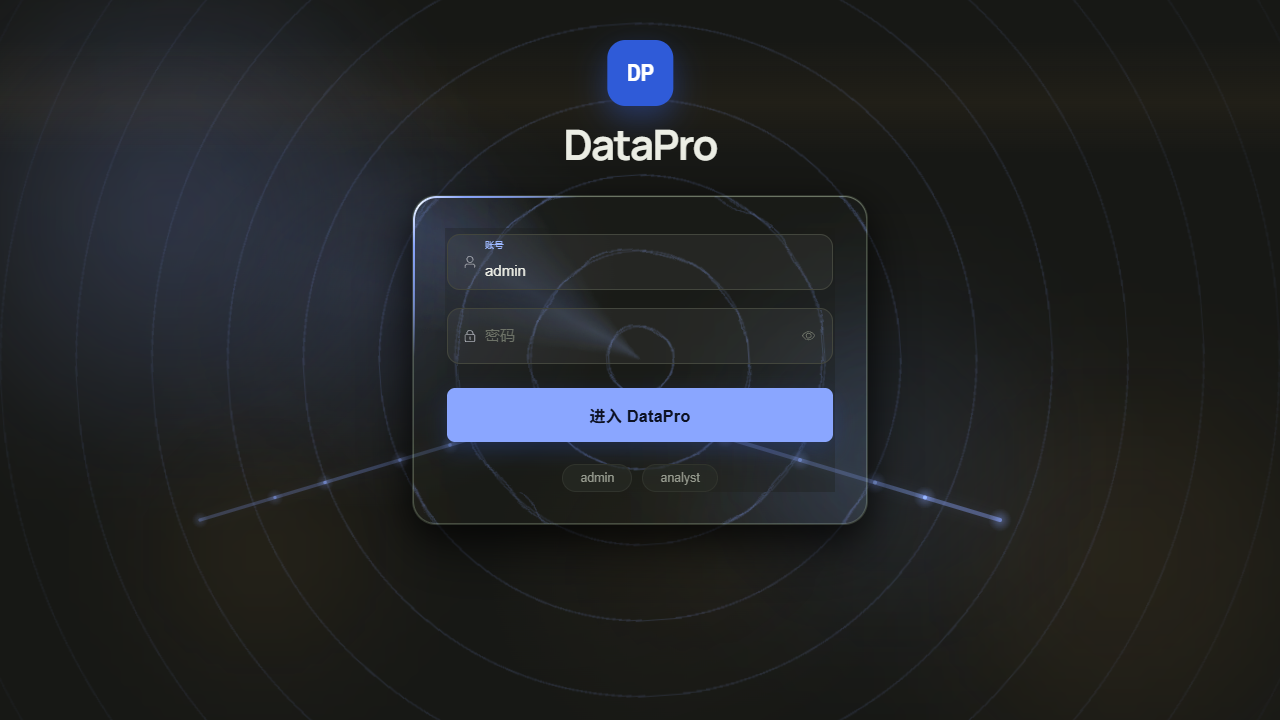 DP
DataPro
账号
admin
密码
进入 DataPro
admin
analyst